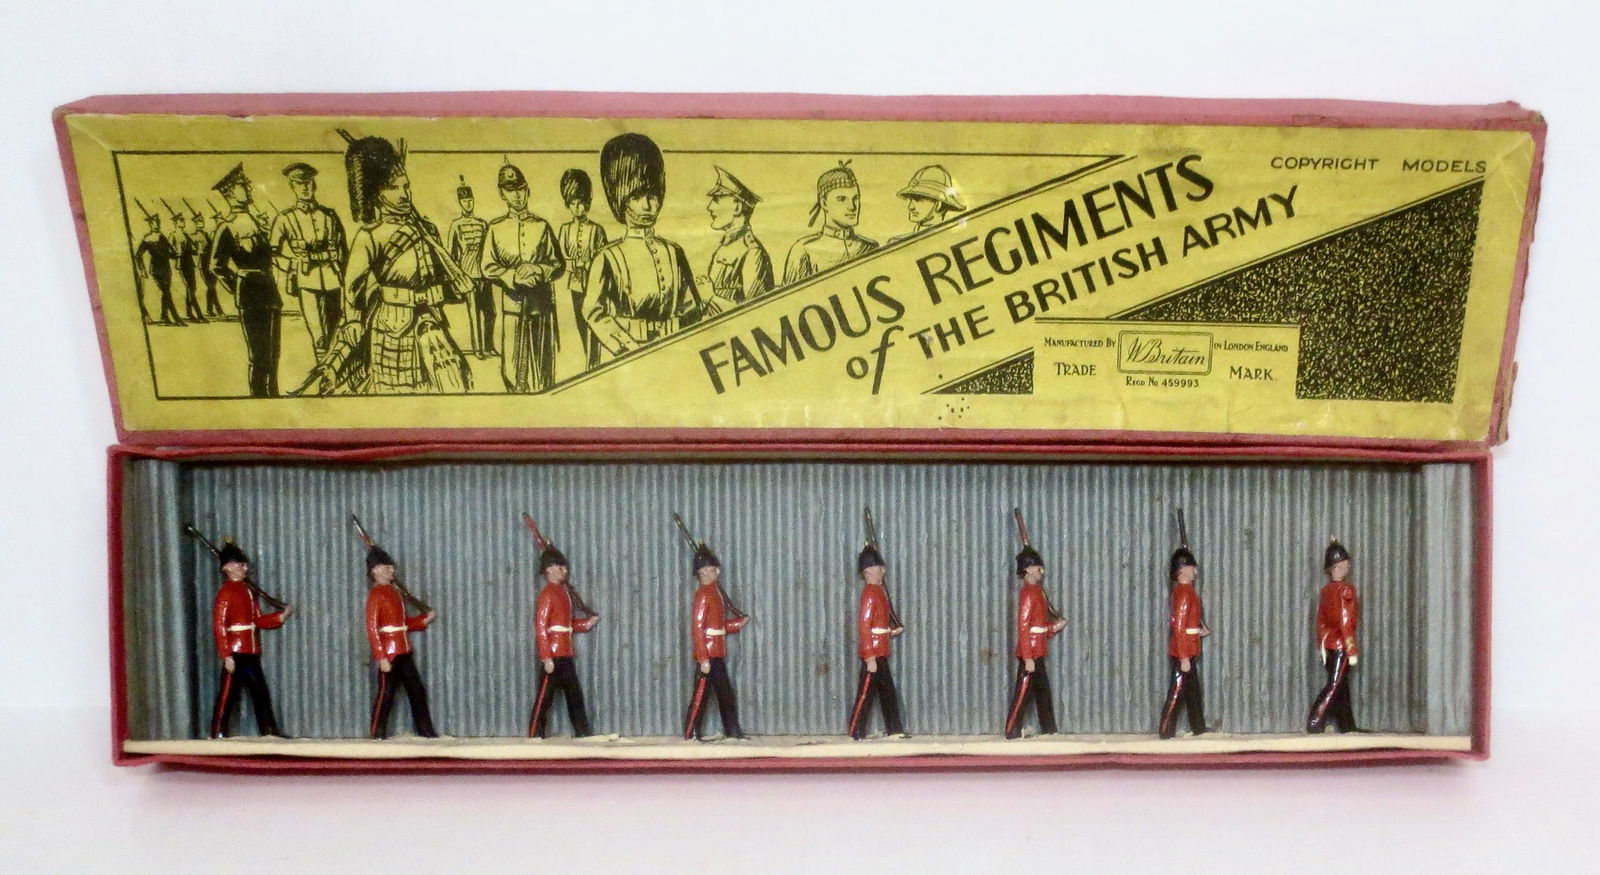 COPYRIGHT MODELS
FAMOUS REGIMENTS
of THE BRITISH ARMY
MANUFACTURED BY W Britain IN LONDON ENGLAND
TRADE MARK
REGD. No 459993